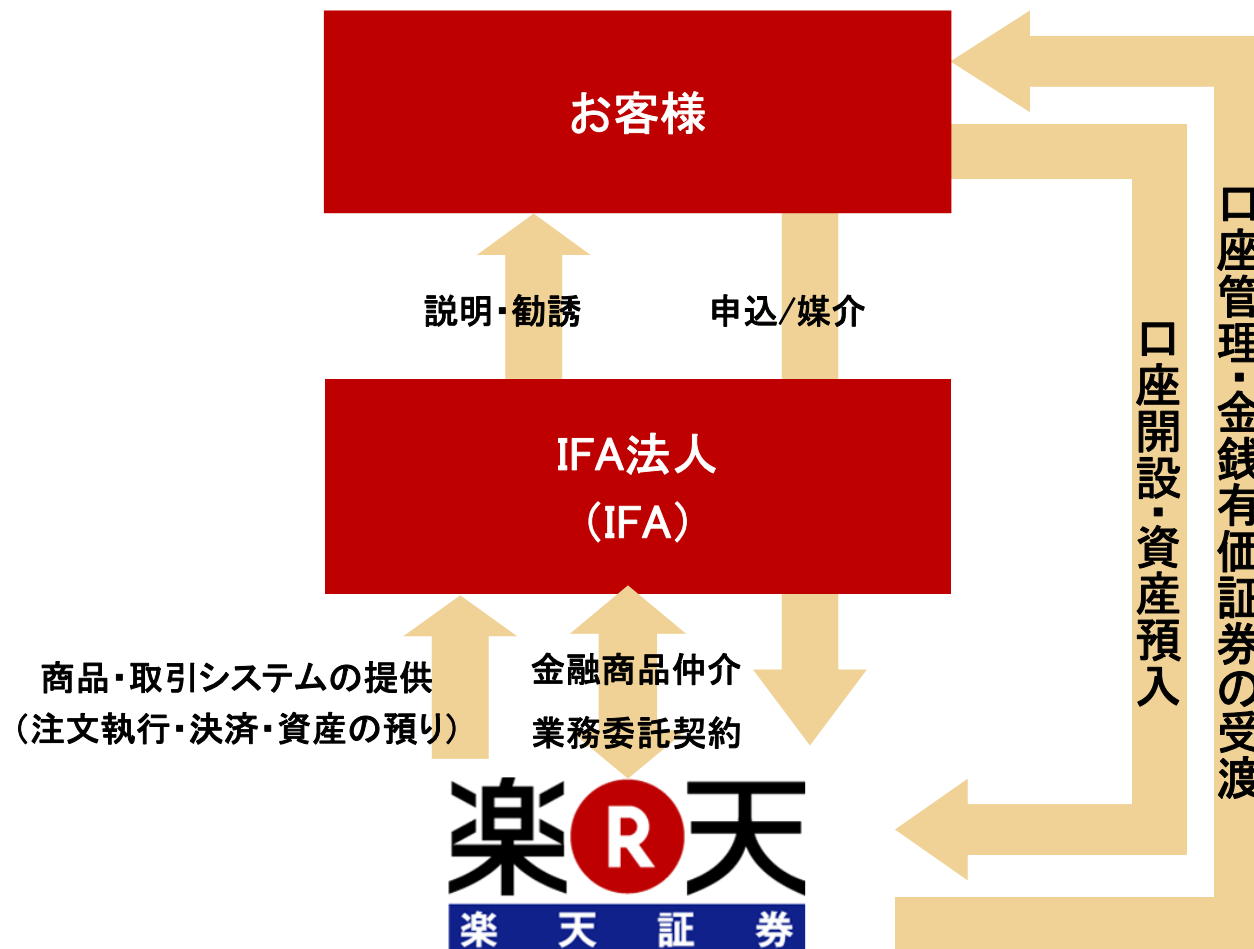 お客様
説明・勧誘
申込/媒介
IFA法人
(IFA)
商品・取引システムの提供
(注文執行・決済・資産の預り)
金融商品仲介
業務委託契約
口座開設・資産預入
口座管理・金銭有価証券の受渡
楽R天
楽天証券